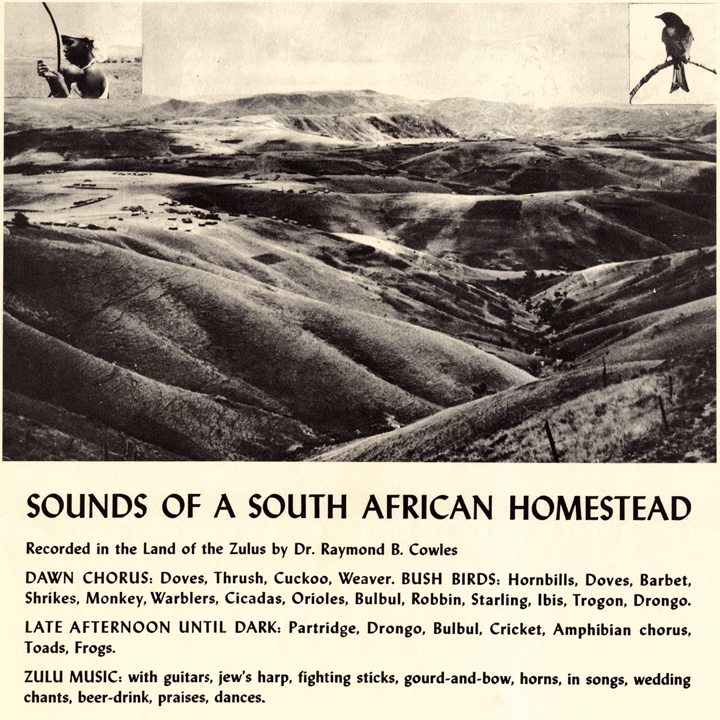 SOUNDS OF A SOUTH AFRICAN HOMESTEAD
Recorded in the Land of the Zulus by Dr. Raymond B. Cowles
DAWN CHORUS: Doves, Thrush, Cuckoo, Weaver. BUSH BIRDS: Hornbills, Doves, Barbet,
Shrikes, Monkey, Warblers, Cicadas, Orioles, Bulbul, Robbin, Starling, Ibis, Trogon, Drongo.
LATE AFTERNOON UNTIL DARK: Partridge, Drongo, Bulbul, Cricket, Amphibian chorus,
Toads, Frogs.
ZULU MUSIC: with guitars, jew's harp, fighting sticks, gourd-and-bow, horns, in songs, wedding
chants, beer-drink, praises, dances.